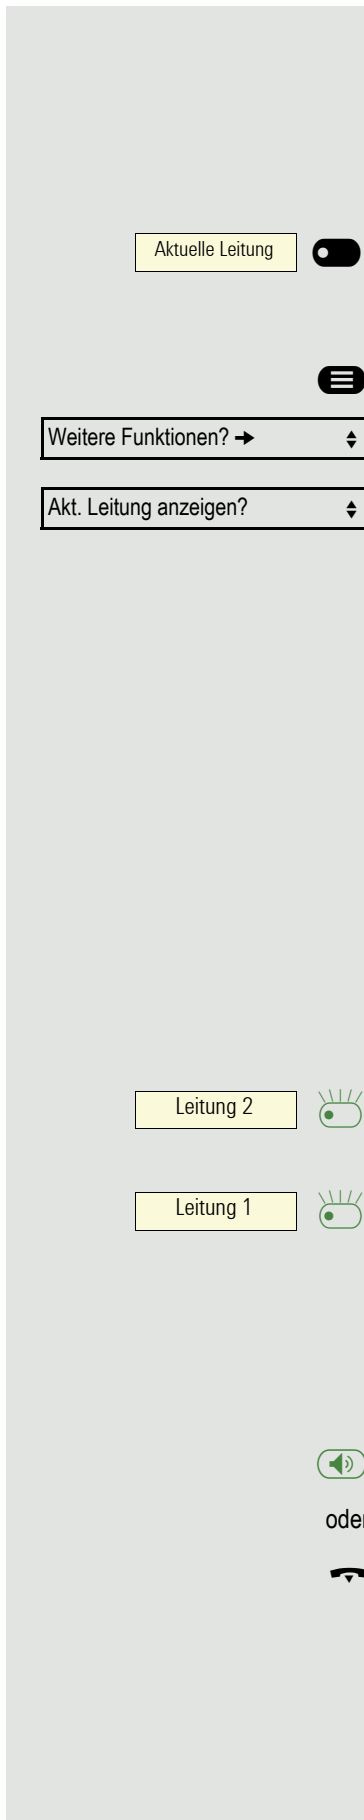 Aktuelle Leitung
Weitere Funktionen? →
Akt. Leitung anzeigen?
Leitung 2
Leitung 1
oder